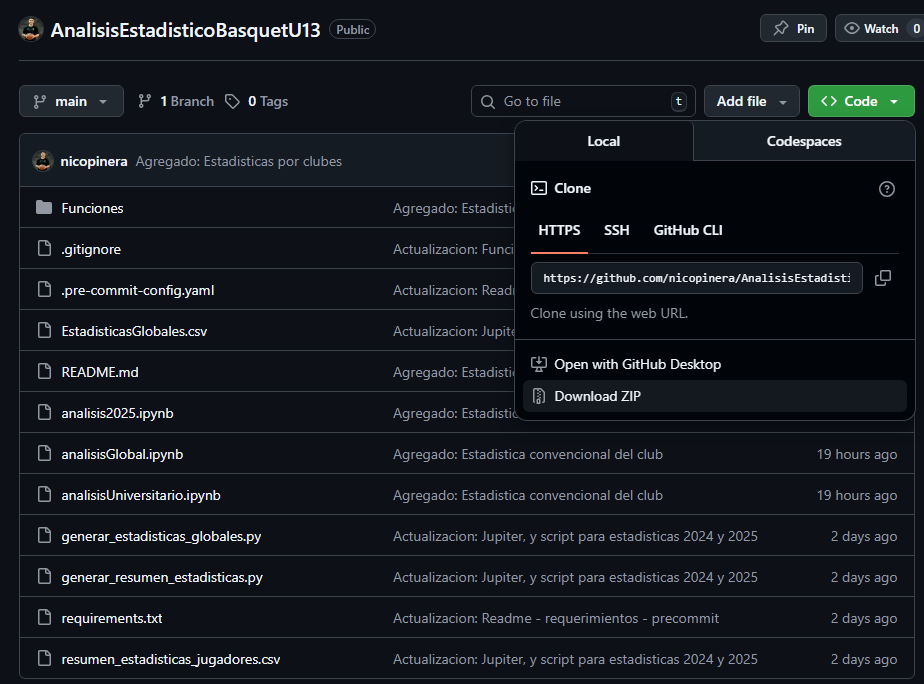 AnalisisEstadisticoBasquetU13 Public Pin Watch 0
main 1 Branch 0 Tags Go to file t Add file Code
Local Codespaces
nicopinera Agregado: Estadisticas por clubes
Clone
Funciones Agregado: Estadistic
HTTPS SSH GitHub CLI
.gitignore Actualizacion: Funci
https://github.com/nicopinera/AnalisisEstadisti
.pre-commit-config.yaml Actualizacion: Readm
Clone using the web URL.
EstadisticasGlobales.csv Actualizacion: Jupite
Open with GitHub Desktop
README.md Agregado: Estadistic
Download ZIP
analisis2025.ipynb Agregado: Estadistic
analisisGlobal.ipynb Agregado: Estadistica convencional del club 19 hours ago
analisisUniversitario.ipynb Agregado: Estadistica convencional del club 19 hours ago
generar_estadisticas_globales.py Actualizacion: Jupiter, y script para estadisticas 2024 y 2025 2 days ago
generar_resumen_estadisticas.py Actualizacion: Jupiter, y script para estadisticas 2024 y 2025 2 days ago
requirements.txt Actualizacion: Readme - requerimientos - precommit 2 days ago
resumen_estadisticas_jugadores.csv Actualizacion: Jupiter, y script para estadisticas 2024 y 2025 2 days ago